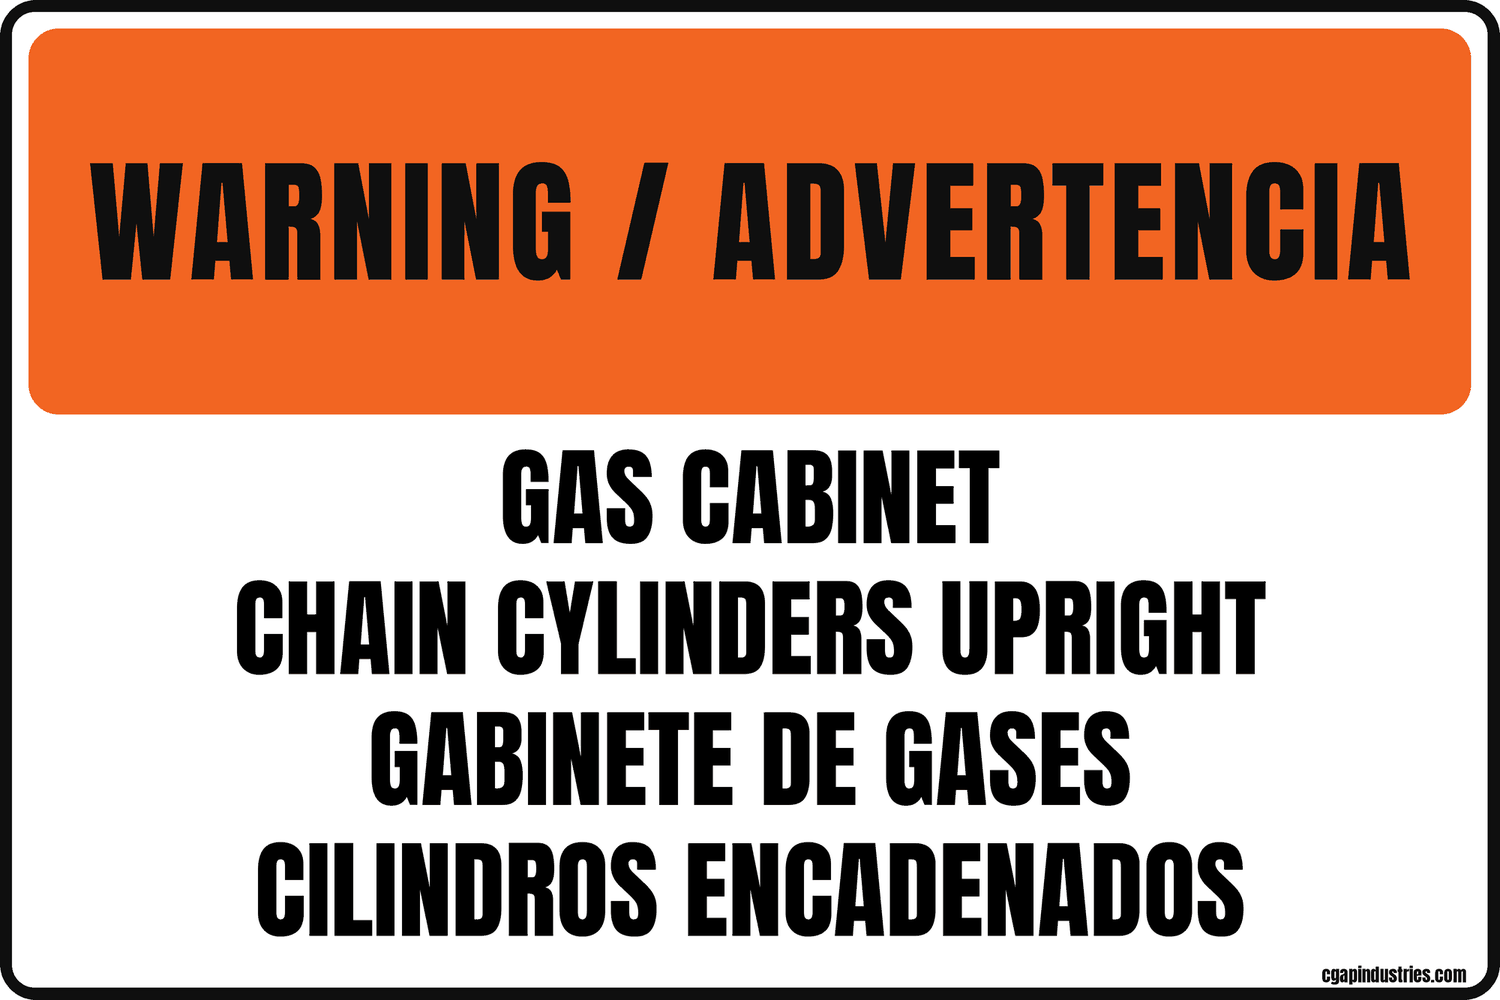 WARNING / ADVERTENCIA
GAS CABINET
CHAIN CYLINDERS UPRIGHT
GABINETE DE GASES
CILINDROS ENCADENADOS
cgapindustries.com